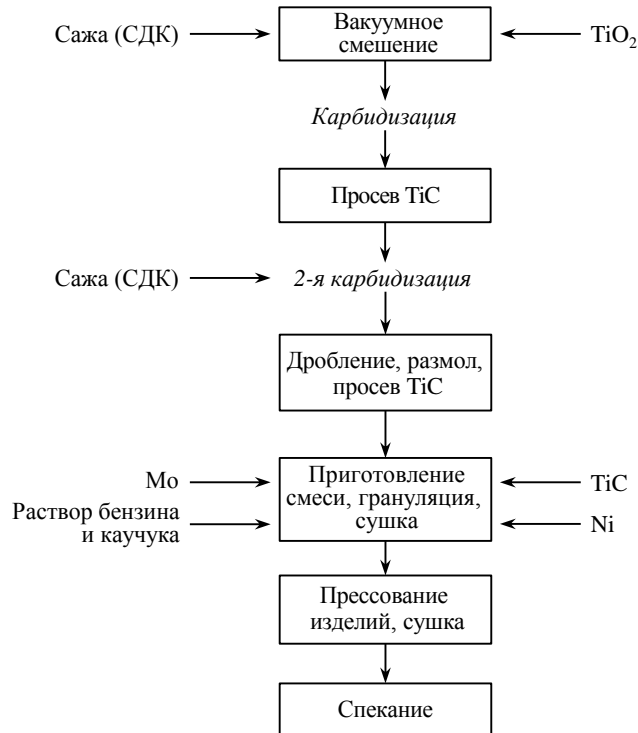 Сажа (СДК)
Вакуумное
смешение
TiO2
Карбидизация
Просев TiC
Сажа (СДК)
2-я карбидизация
Дробление, размол,
просев TiC
Mo
Раствор бензина
и каучука
Приготовление
смеси, грануляция,
сушка
TiC
Ni
Прессование
изделий, сушка
Спекание